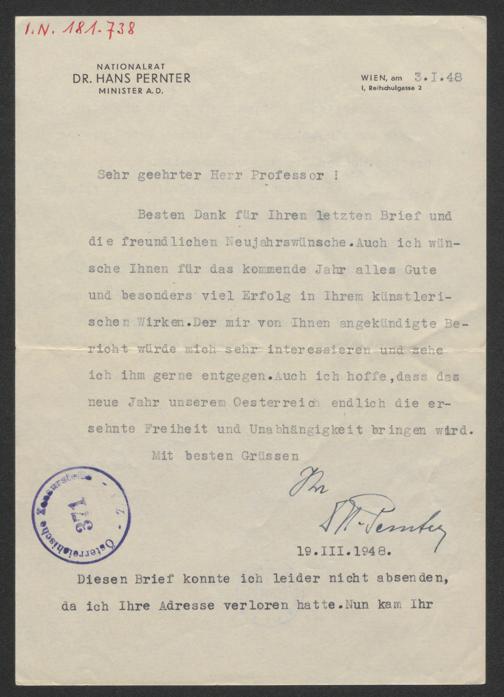 I.N. 181.738
NATIONALRAT
DR. HANS PERNTER
MINISTER A.D.
WIEN, am 3.I.48
I, Reitschulgasse 2
Sehr geehrter Herr Professor !
Besten Dank für Ihren letzten Brief und
die freundlichen Neujahrswünsche.Auch ich wün-
sche Ihnen für das kommende Jahr alles Gute
und besonders viel Erfolg in Ihrem künstleri-
schen Wirken.Der mir von Ihnen angekündigte Be-
richt würde mich sehr interessieren und sehe
ich ihm gerne entgegen.Auch ich hoffe,dass das
neue Jahr unserem Oesterreich endlich die er-
sehnte Freiheit und Unabhängigkeit bringen wird.
Mit besten Grüssen
Ihr
Österreichische Zensurstelle
371
19.III.1948.
Diesen Brief konnte ich leider nicht absenden,
da ich Ihre Adresse verloren hatte.Nun kam Ihr